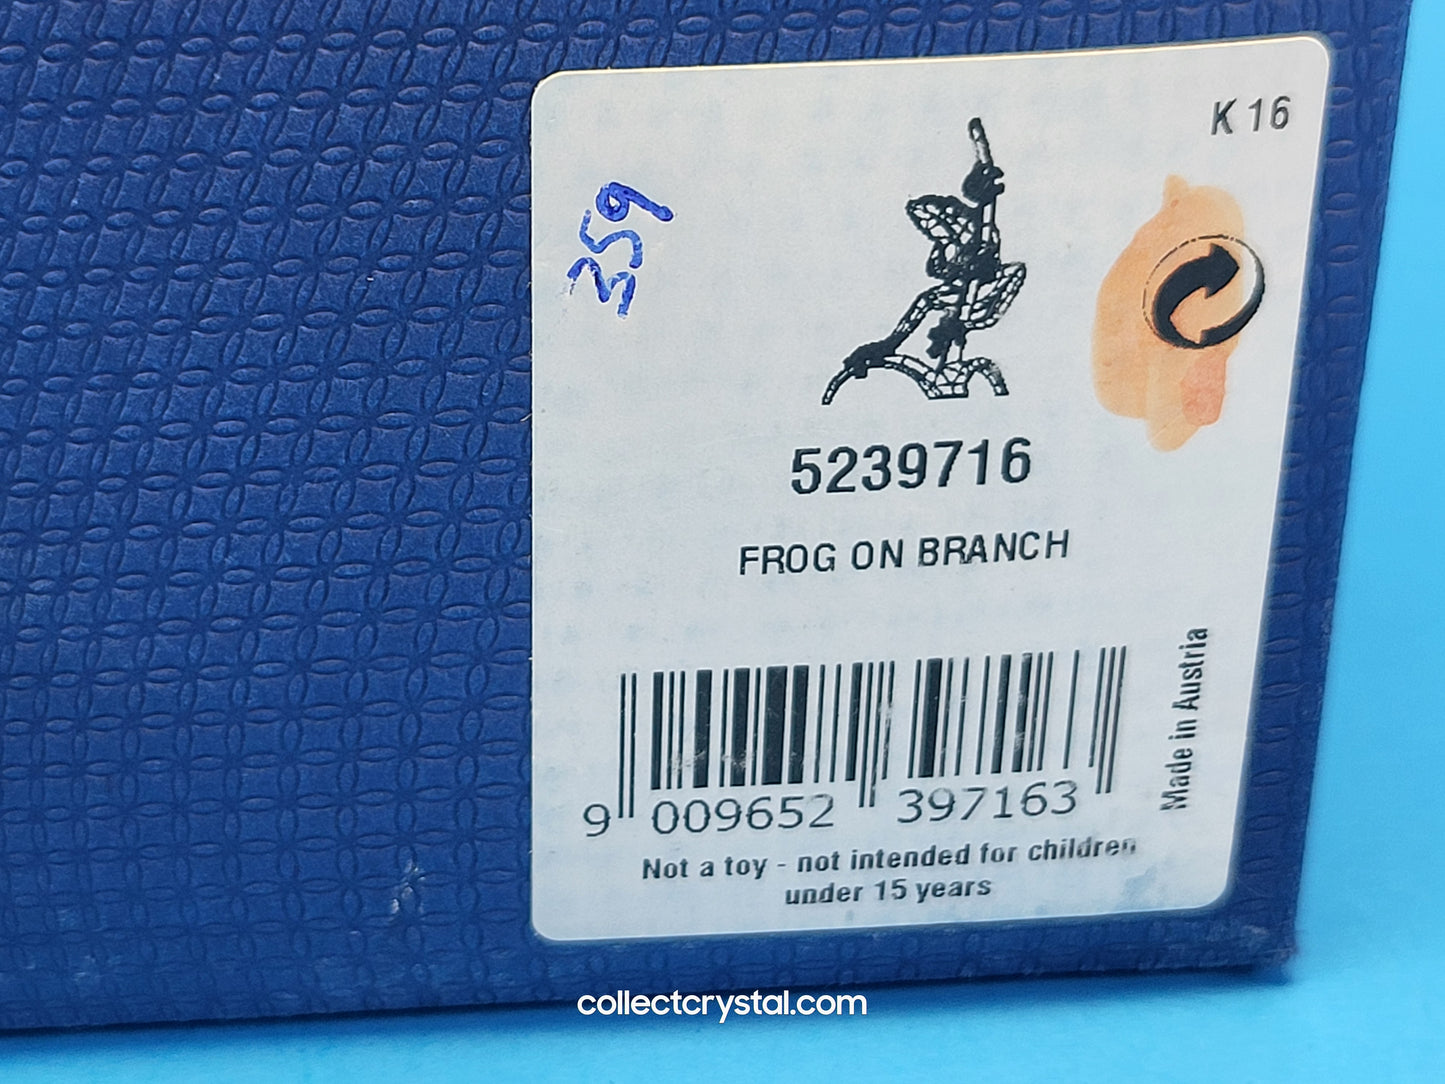 K 16
359
5239716
FROG ON BRANCH
Made in Austria
9 009652 397163
Not a toy - not intended for children
under 15 years
collectcrystal.com